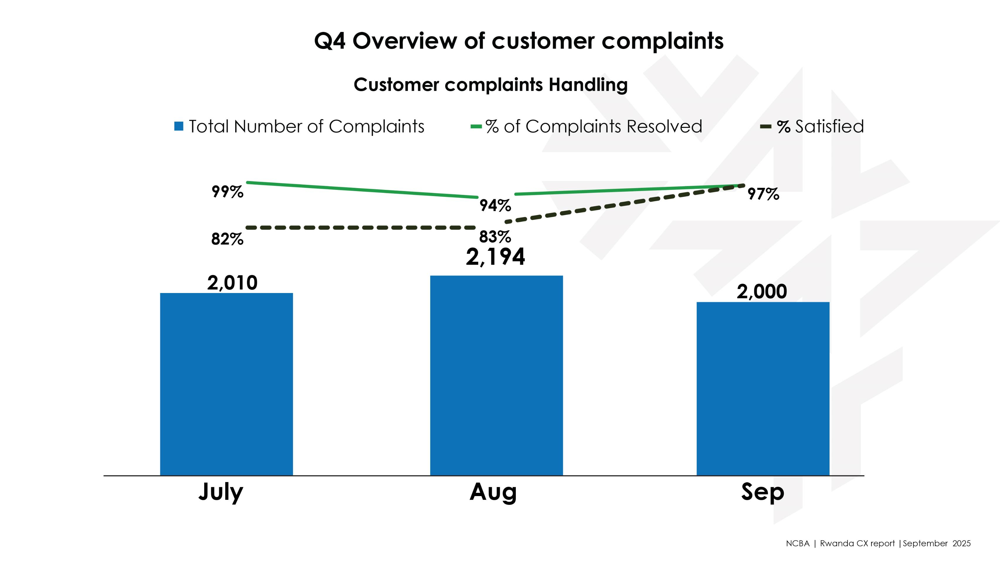 Q4 Overview of customer complaints
Customer complaints Handling
Total Number of Complaints % of Complaints Resolved % Satisfied
99%
94%
97%
82%
83%
2,194
2,010
2,000
July Aug Sep
NCBA | Rwanda CX report |September 2025